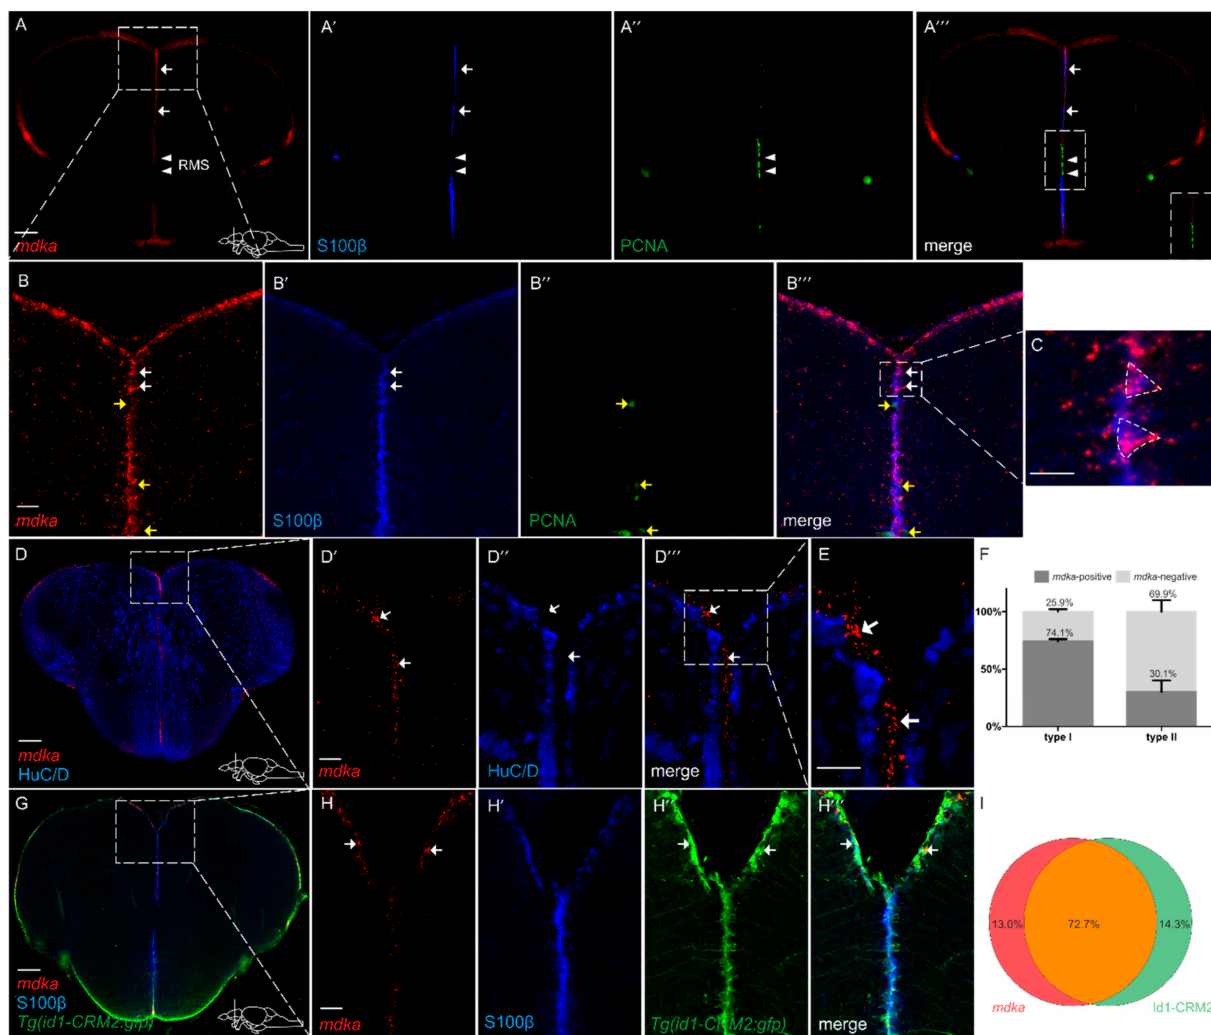 A
A′
A′′
A′′′
RMS
mdka
S100β
PCNA
merge
B
B′
B′′
B′′′
C
mdka
S100β
PCNA
merge
D
D′
D′′
D′′′
E
F
mdka-positive
mdka-negative
25.9%
69.9%
100%
74.1%
50%
30.1%
0%
type I
type II
mdka
HuC/D
mdka
HuC/D
merge
G
H
H′
H′′
H′′′
I
13.0%
72.7%
14.3%
mdka
S100β
Tg(id1-CRM2:gfp)
mdka
S100β
Tg(id1-CRM2:gfp)
merge
mdka
Id1-CRM2